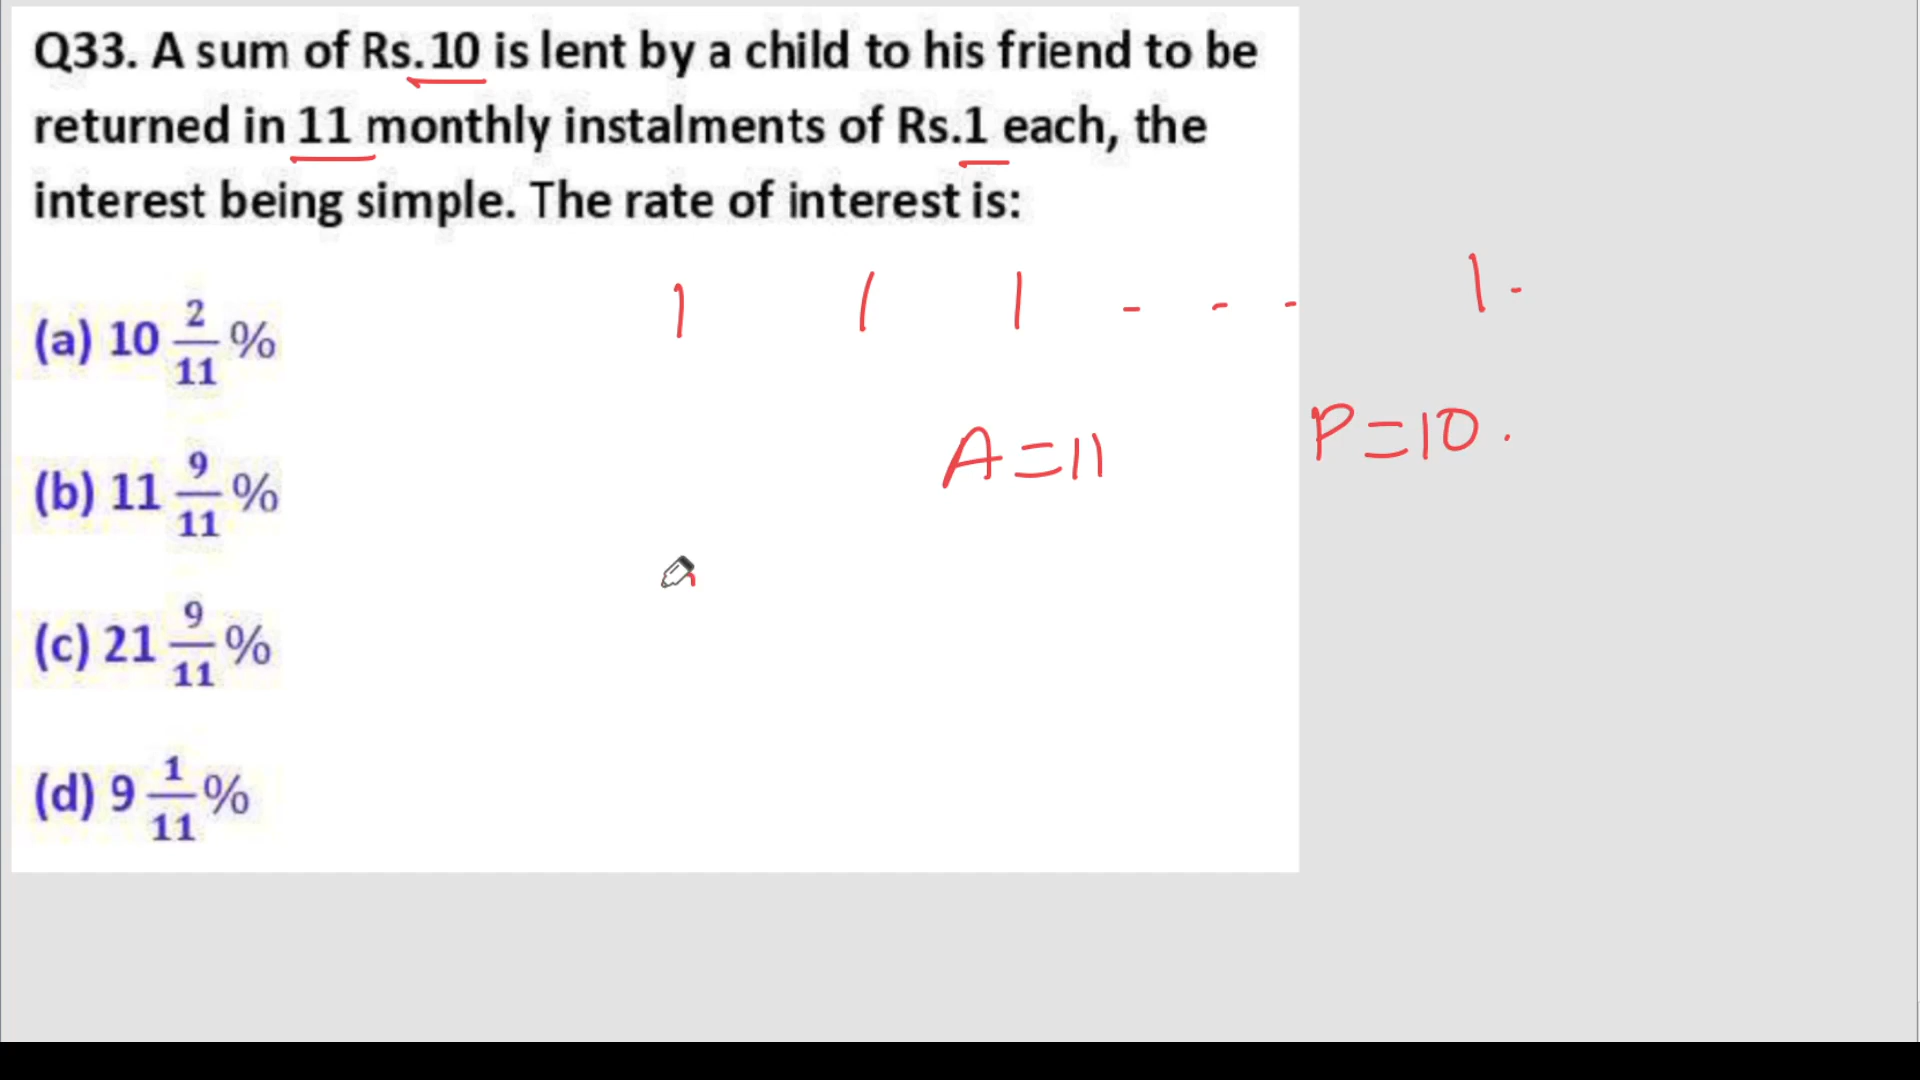 Q33. A sum of Rs.10 is lent by a child to his friend to be
returned in 11 monthly instalments of Rs.1 each, the
interest being simple. The rate of interest is:
1 1 1 - - - 1.
(a) 10 2/11 %
A=11 P=10.
(b) 11 9/11 %
(c) 21 9/11 %
(d) 9 1/11 %